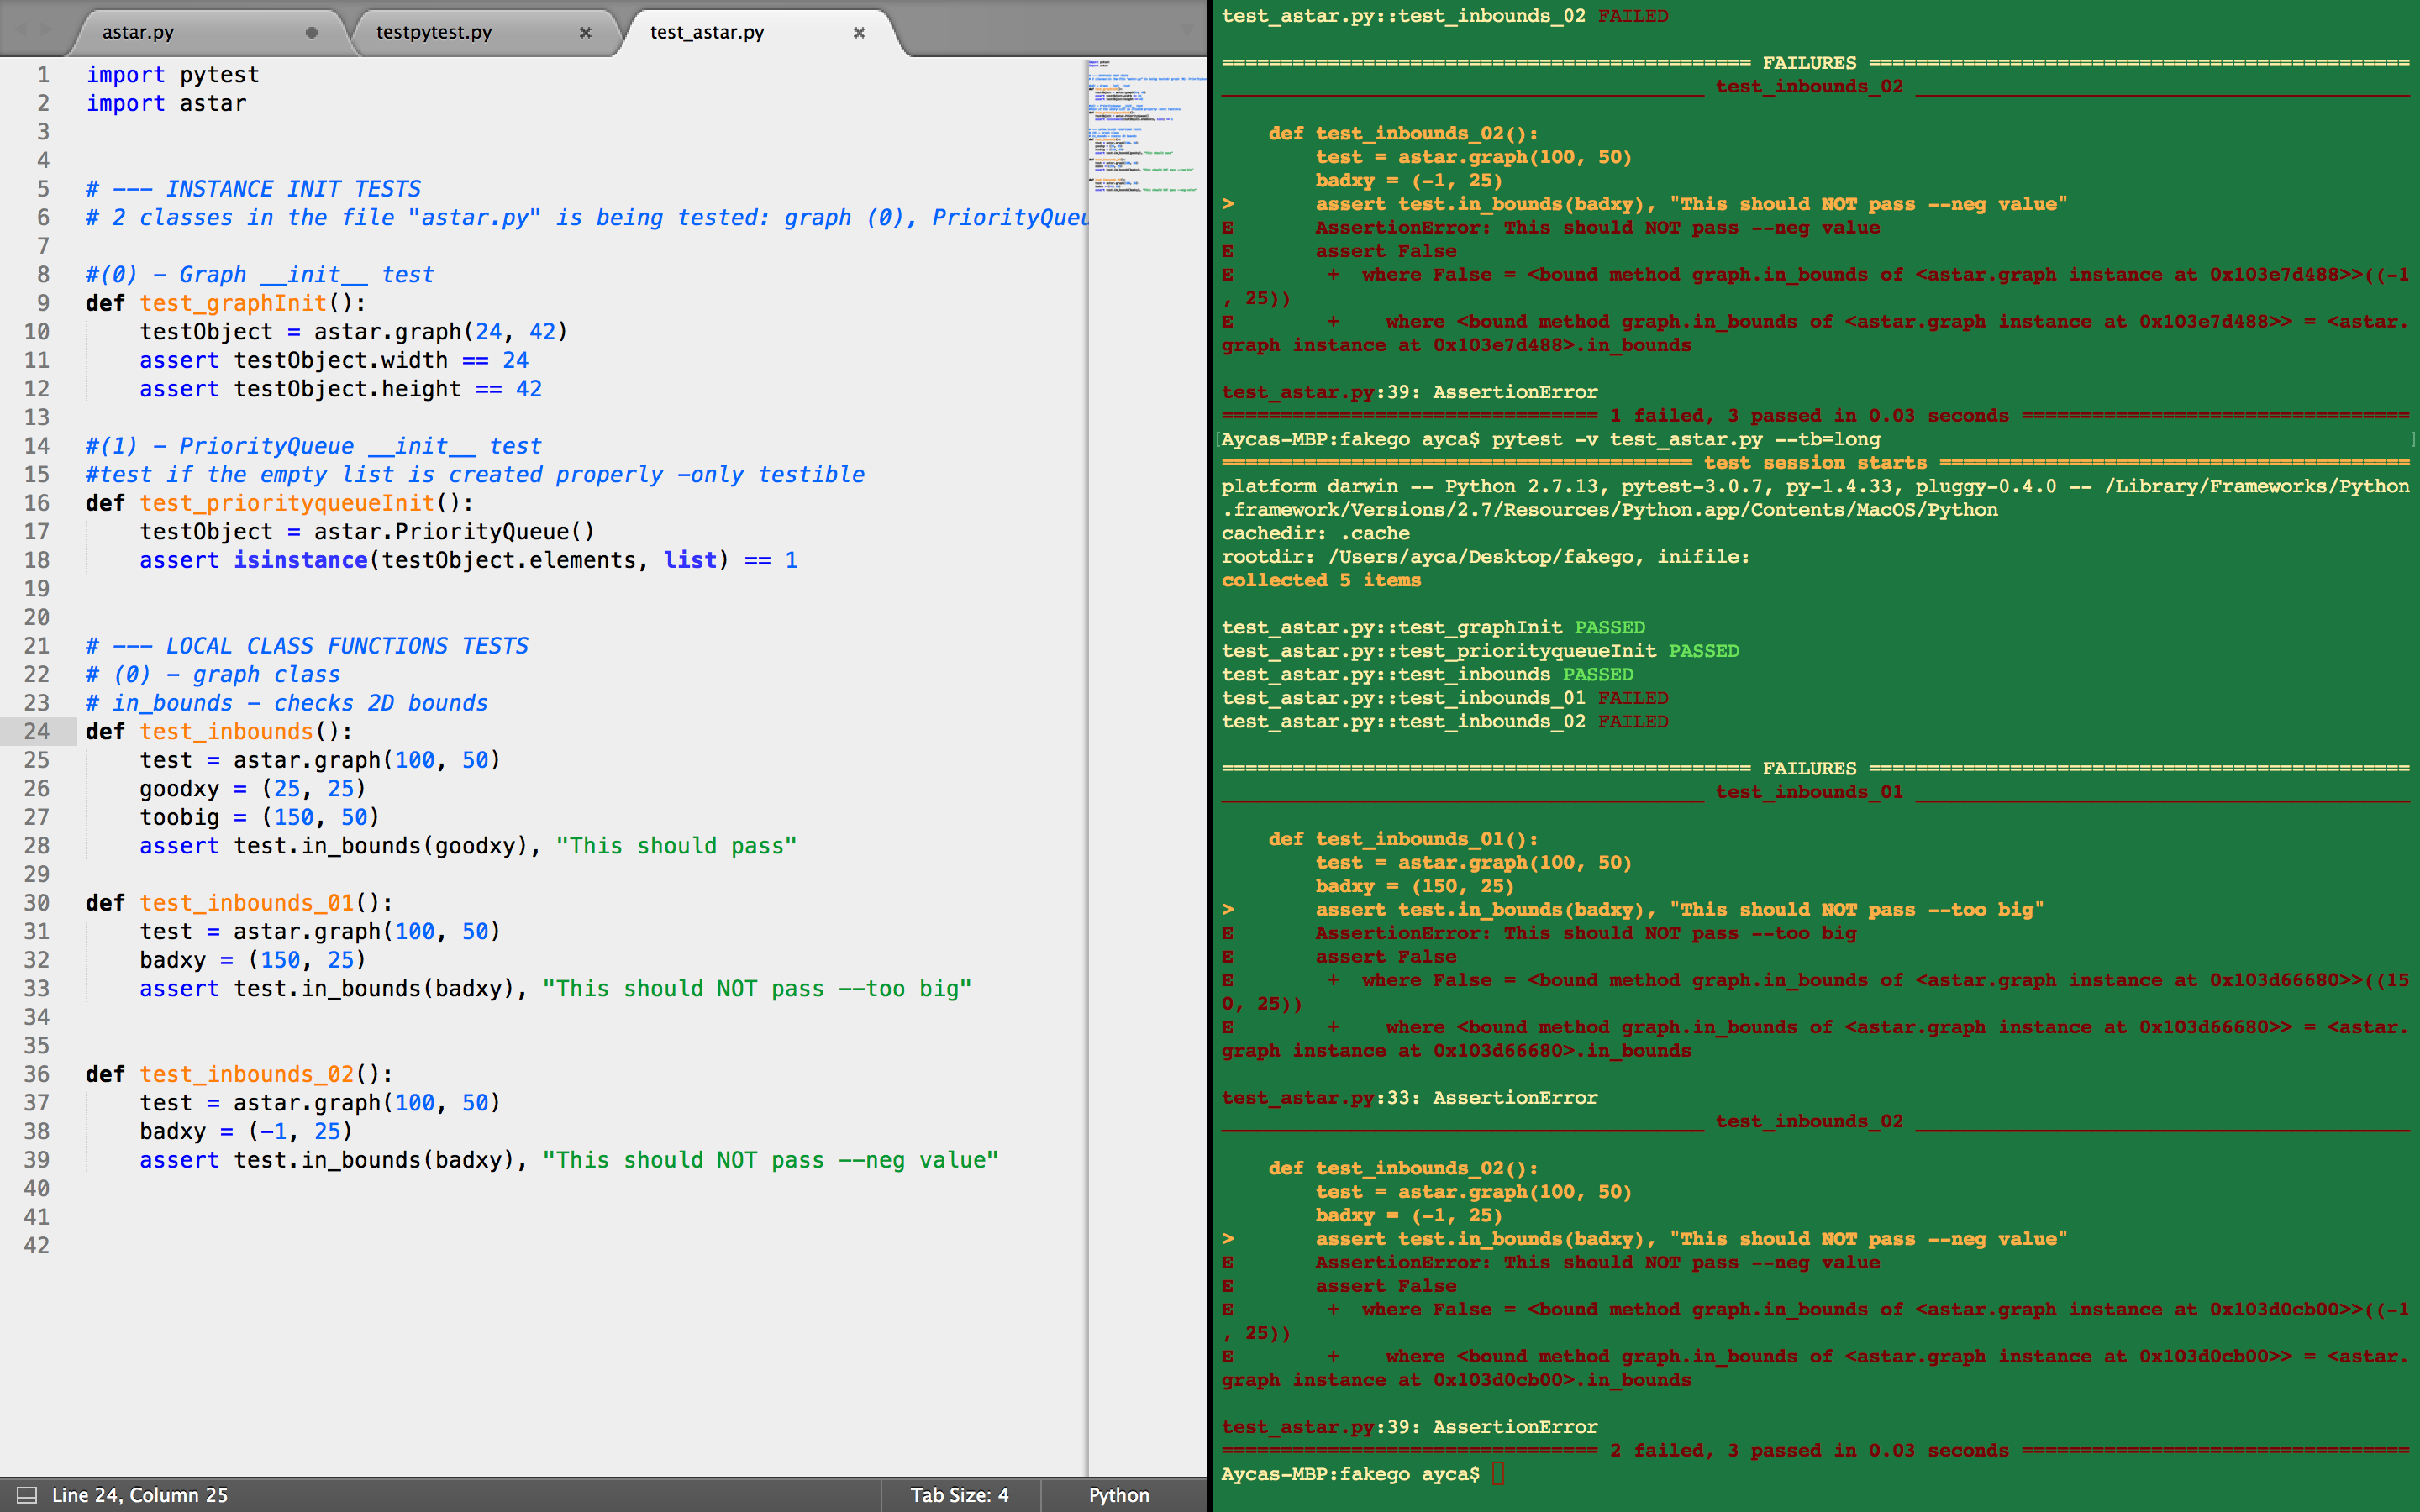 astar.py
testpytest.py
test_astar.py
1 import pytest
2 import astar
3
4
5 # --- INSTANCE INIT TESTS
6 # 2 classes in the file "astar.py" is being tested: graph (0), PriorityQueu
7
8 #(0) - Graph __init__ test
9 def test_graphInit():
10 testObject = astar.graph(24, 42)
11 assert testObject.width == 24
12 assert testObject.height == 42
13
14 #(1) - PriorityQueue __init__ test
15 #test if the empty list is created properly -only testible
16 def test_priorityqueueInit():
17 testObject = astar.PriorityQueue()
18 assert isinstance(testObject.elements, list) == 1
19
20
21 # --- LOCAL CLASS FUNCTIONS TESTS
22 # (0) - graph class
23 # in_bounds - checks 2D bounds
24 def test_inbounds():
25 test = astar.graph(100, 50)
26 goodxy = (25, 25)
27 toobig = (150, 50)
28 assert test.in_bounds(goodxy), "This should pass"
29
30 def test_inbounds_01():
31 test = astar.graph(100, 50)
32 badxy = (150, 25)
33 assert test.in_bounds(badxy), "This should NOT pass --too big"
34
35
36 def test_inbounds_02():
37 test = astar.graph(100, 50)
38 badxy = (-1, 25)
39 assert test.in_bounds(badxy), "This should NOT pass --neg value"
40
41
42
Line 24, Column 25
Tab Size: 4
Python
test_astar.py::test_inbounds_02 FAILED
============================================= FAILURES ==============================================
_________________________________________ test_inbounds_02 __________________________________________
def test_inbounds_02():
test = astar.graph(100, 50)
badxy = (-1, 25)
> assert test.in_bounds(badxy), "This should NOT pass --neg value"
E AssertionError: This should NOT pass --neg value
E assert False
E + where False = <bound method graph.in_bounds of <astar.graph instance at 0x103e7d488>>((-1
, 25))
E + where <bound method graph.in_bounds of <astar.graph instance at 0x103e7d488>> = <astar.
graph instance at 0x103e7d488>.in_bounds
test_astar.py:39: AssertionError
================================ 1 failed, 3 passed in 0.03 seconds =================================
[Aycas-MBP:fakego ayca$ pytest -v test_astar.py --tb=long ]
======================================== test session starts ========================================
platform darwin -- Python 2.7.13, pytest-3.0.7, py-1.4.33, pluggy-0.4.0 -- /Library/Frameworks/Python
.framework/Versions/2.7/Resources/Python.app/Contents/MacOS/Python
cachedir: .cache
rootdir: /Users/ayca/Desktop/fakego, inifile:
collected 5 items
test_astar.py::test_graphInit PASSED
test_astar.py::test_priorityqueueInit PASSED
test_astar.py::test_inbounds PASSED
test_astar.py::test_inbounds_01 FAILED
test_astar.py::test_inbounds_02 FAILED
============================================= FAILURES ==============================================
_________________________________________ test_inbounds_01 __________________________________________
def test_inbounds_01():
test = astar.graph(100, 50)
badxy = (150, 25)
> assert test.in_bounds(badxy), "This should NOT pass --too big"
E AssertionError: This should NOT pass --too big
E assert False
E + where False = <bound method graph.in_bounds of <astar.graph instance at 0x103d66680>>((15
0, 25))
E + where <bound method graph.in_bounds of <astar.graph instance at 0x103d66680>> = <astar.
graph instance at 0x103d66680>.in_bounds
test_astar.py:33: AssertionError
_________________________________________ test_inbounds_02 __________________________________________
def test_inbounds_02():
test = astar.graph(100, 50)
badxy = (-1, 25)
> assert test.in_bounds(badxy), "This should NOT pass --neg value"
E AssertionError: This should NOT pass --neg value
E assert False
E + where False = <bound method graph.in_bounds of <astar.graph instance at 0x103d0cb00>>((-1
, 25))
E + where <bound method graph.in_bounds of <astar.graph instance at 0x103d0cb00>> = <astar.
graph instance at 0x103d0cb00>.in_bounds
test_astar.py:39: AssertionError
================================ 2 failed, 3 passed in 0.03 seconds =================================
Aycas-MBP:fakego ayca$